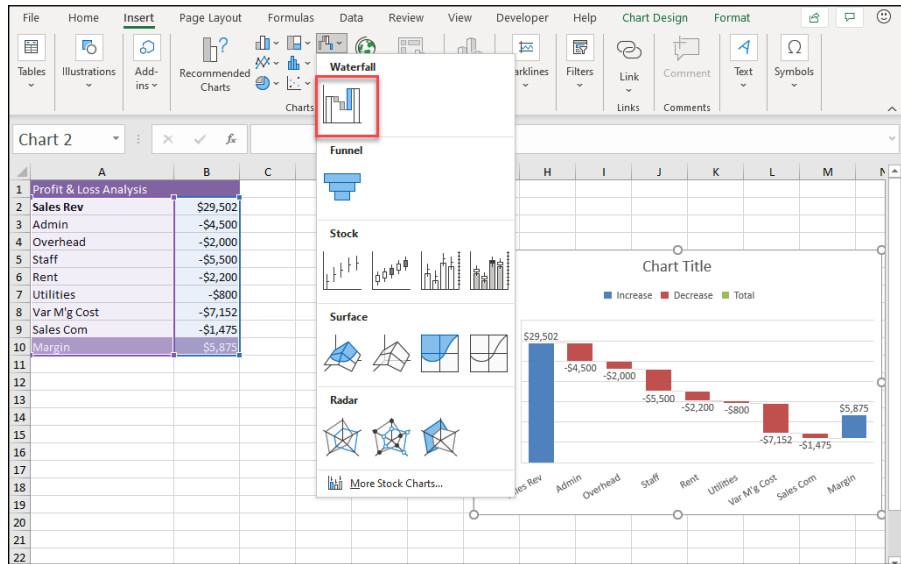 File Home Insert Page Layout Formulas Data Review View Developer Help Chart Design Format
Tables Illustrations Add-ins Recommended Charts
Charts
Sparklines Filters Link Comment Text Symbols
Links Comments
Chart 2 fx
Waterfall
Funnel
Stock
Surface
Radar
More Stock Charts...
A B C H I J K L M N
1 Profit & Loss Analysis
2 Sales Rev $29,502
3 Admin -$4,500
4 Overhead -$2,000
5 Staff -$5,500
6 Rent -$2,200
7 Utilities -$800
8 Var M'g Cost -$7,152
9 Sales Com -$1,475
10 Margin $5,875
11
12
13
14
15
16
17
18
19
20
21
22
Chart Title
Increase Decrease Total
$29,502 -$4,500 -$2,000 -$5,500 -$2,200 -$800 -$7,152 -$1,475 $5,875
Rev Admin Overhead Staff Rent Utilities Var M'g Cost Sales Com Margin